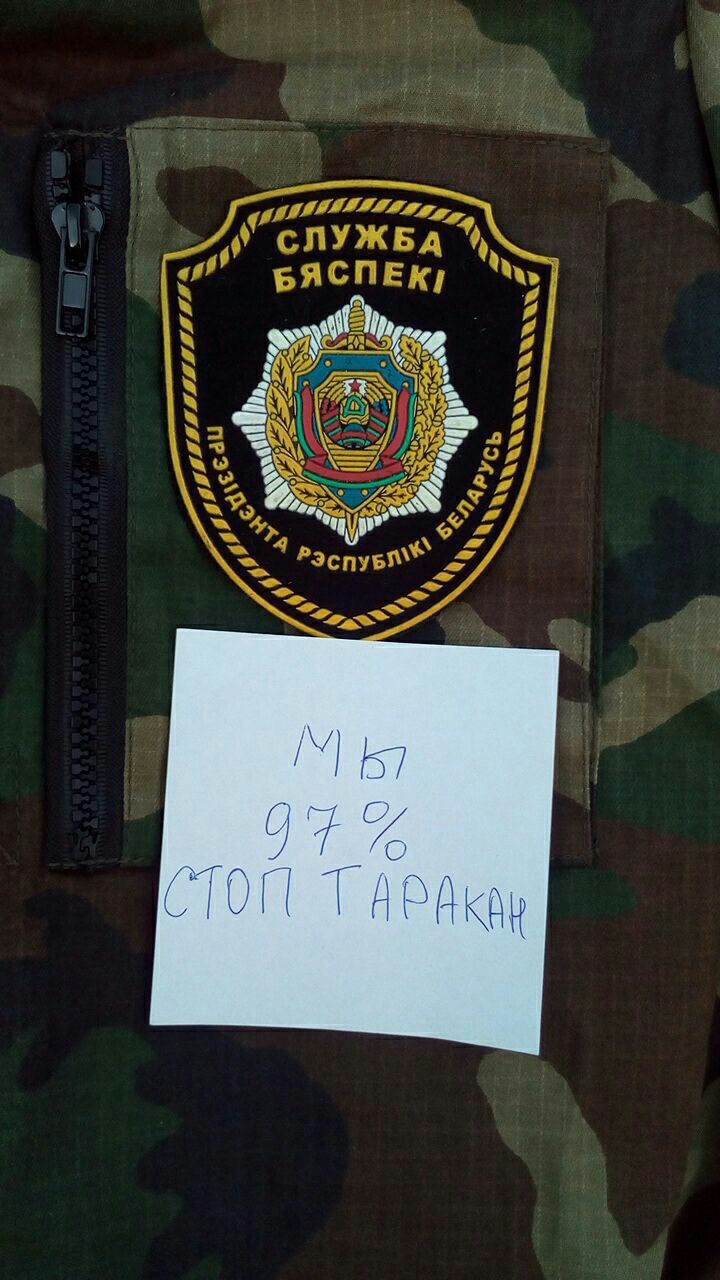 СЛУЖБА
БЯСПЕКІ
ПРЭЗІДЭНТА РЭСПУБЛІКІ БЕЛАРУСЬ
МЫ
97%
СТОП ТАРАКАН